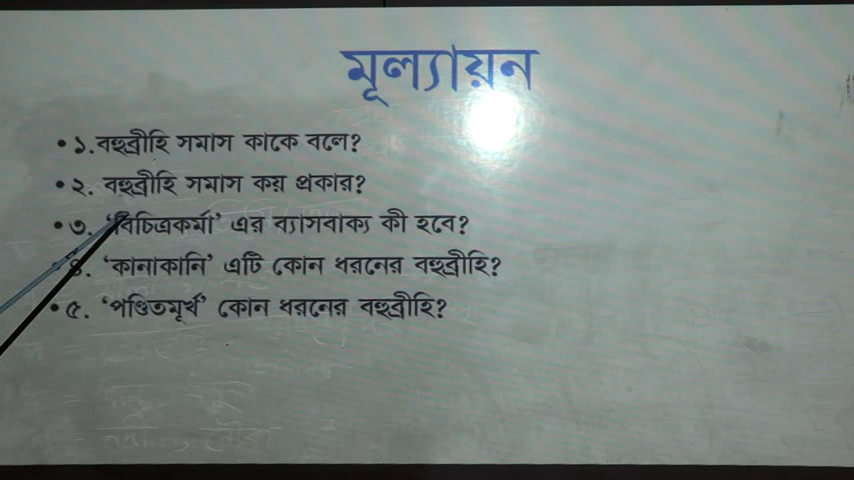 মূল্যায়ন
• ১. বহুব্রীহি সমাস কাকে বলে?
• ২. বহুব্রীহি সমাস কয় প্রকার?
• ৩. ‘বিচিত্রকর্মা’ এর ব্যাসবাক্য কী হবে?
৪. ‘কানাকানি’ এটি কোন ধরনের বহুব্রীহি?
• ৫. ‘পণ্ডিতমূর্খ’ কোন ধরনের বহুব্রীহি?